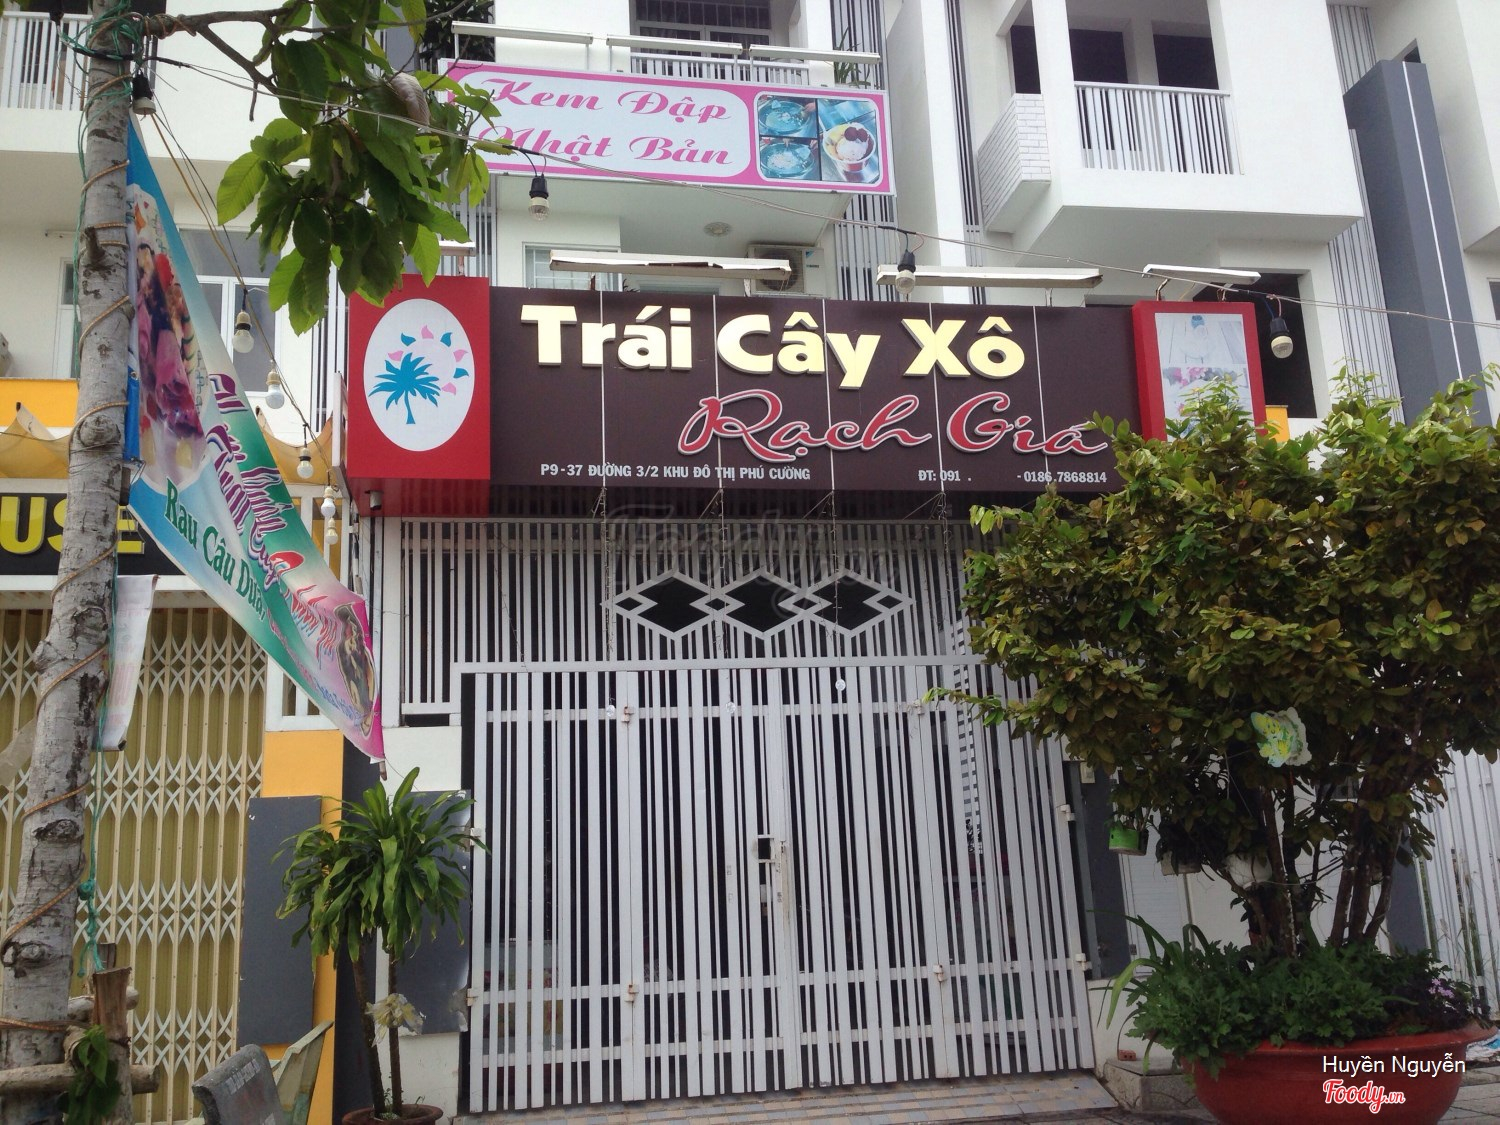 Kem Đập
Nhật Bản
Trái Cây Xô
Rạch Giá
P9 - 37 ĐƯỜNG 3/2 KHU ĐÔ THỊ PHÚ CƯỜNG
ĐT: 091 . - 0186.7868814
USE
Rau Câu Dừa
Huyền Nguyễn
Foody.vn